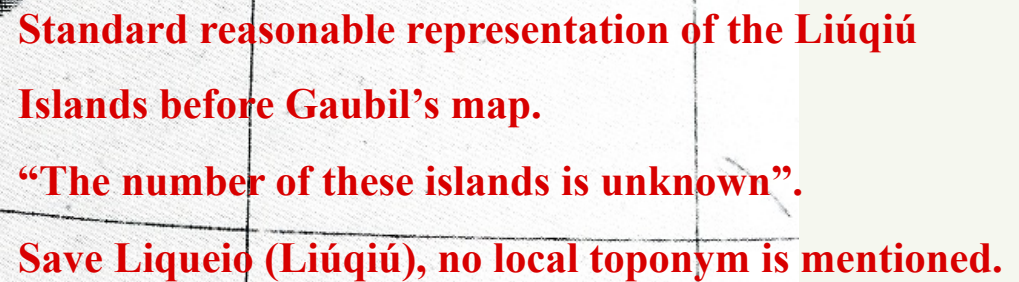 Standard reasonable representation of the Liúqiú
Islands before Gaubil’s map.
“The number of these islands is unknown”.
Save Liqueio (Liúqiú), no local toponym is mentioned.